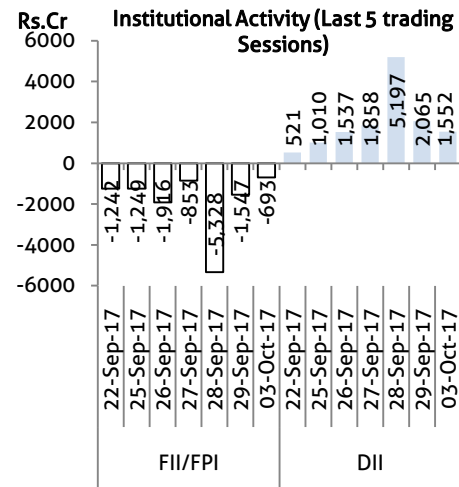 Rs.Cr
Institutional Activity (Last 5 trading
Sessions)
6000
4000
2000
0
-2000
-4000
-6000
-1,242
-1,249
-1,916
-853
-5,328
-1,547
-693
521
1,010
1,537
1,858
5,197
2,065
1,552
22-Sep-17
25-Sep-17
26-Sep-17
27-Sep-17
28-Sep-17
29-Sep-17
03-Oct-17
22-Sep-17
25-Sep-17
26-Sep-17
27-Sep-17
28-Sep-17
29-Sep-17
03-Oct-17
FII/FPI
DII